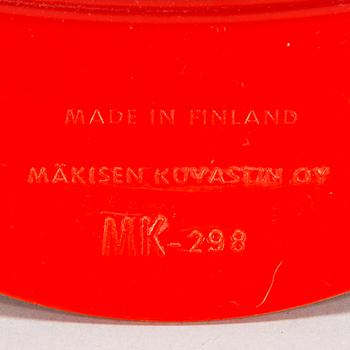 MADE IN FINLAND
MÄKISEN KUVASTIN OY
MK-298